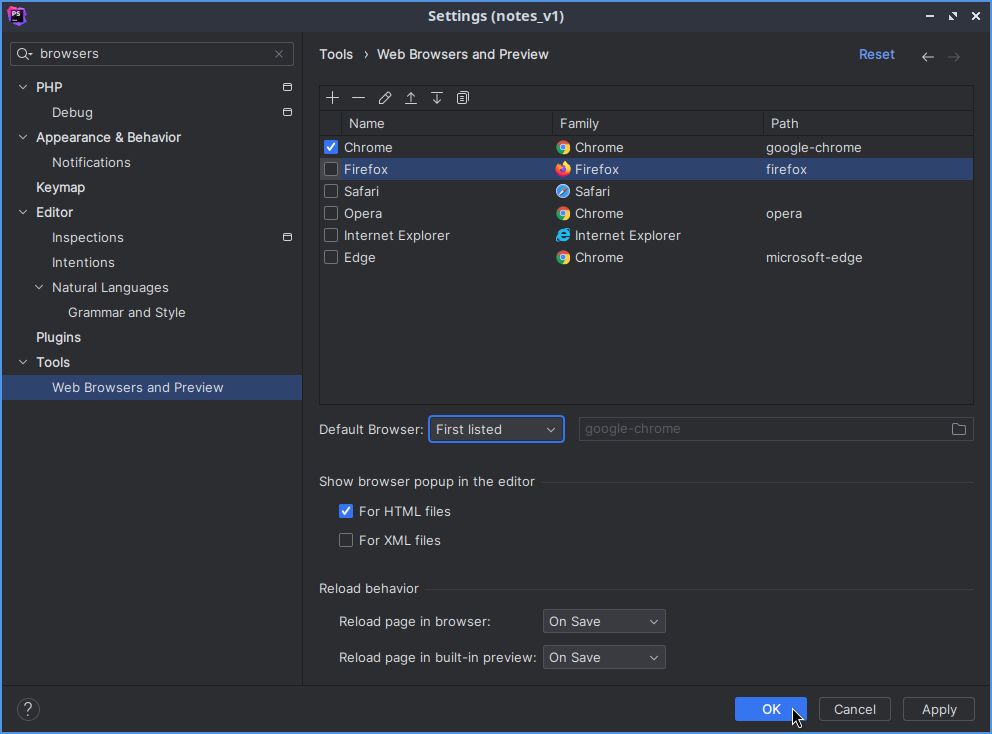 PS
Settings (notes_v1)
browsers
Tools › Web Browsers and Preview
Reset
PHP
Debug
Appearance & Behavior
Notifications
Keymap
Editor
Inspections
Intentions
Natural Languages
Grammar and Style
Plugins
Tools
Web Browsers and Preview
Name Family Path
Chrome Chrome google-chrome
Firefox Firefox firefox
Safari Safari
Opera Chrome opera
Internet Explorer Internet Explorer
Edge Chrome microsoft-edge
Default Browser: First listed google-chrome
Show browser popup in the editor
For HTML files
For XML files
Reload behavior
Reload page in browser: On Save
Reload page in built-in preview: On Save
? OK Cancel Apply